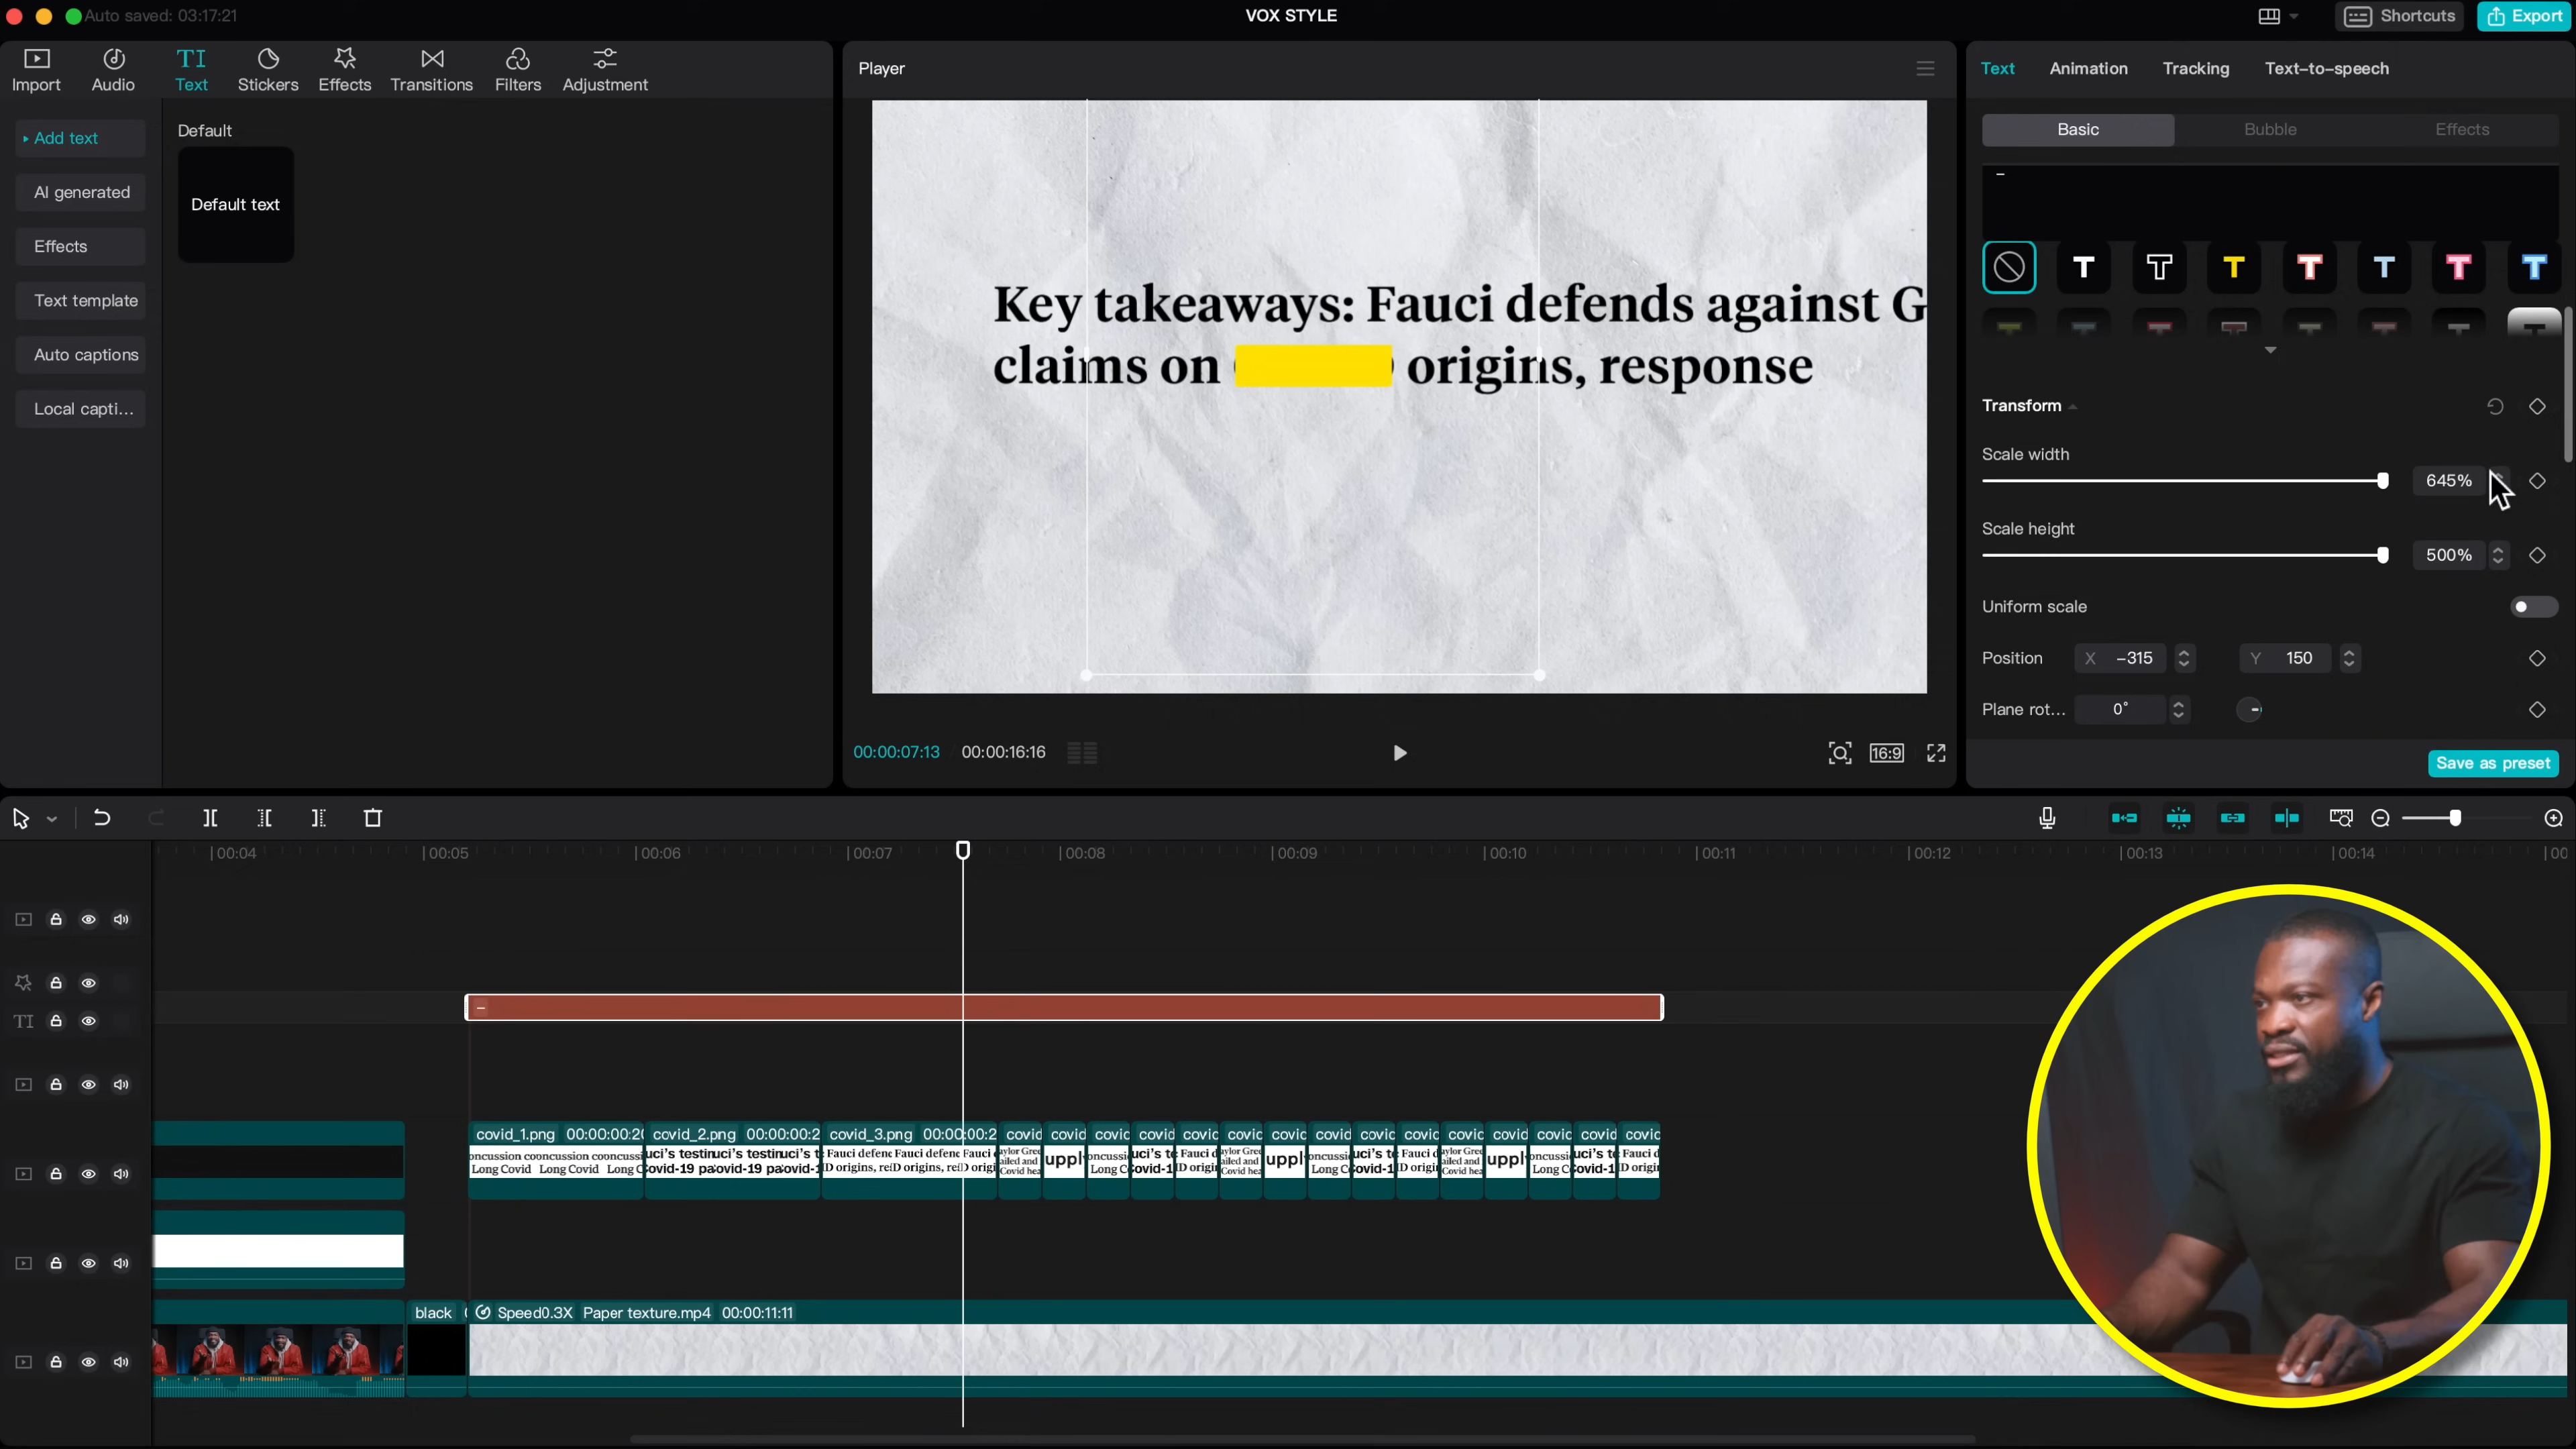 Auto saved: 03:17:21
VOX STYLE
Shortcuts
Export
Import
Audio
TI
Text
Stickers
Effects
Transitions
Filters
Adjustment
Add text
AI generated
Effects
Text template
Auto captions
Local capti...
Default
Default text
Player
Key takeaways: Fauci defends against G
claims on
origins, response
00:00:07:13
00:00:16:16
16:9
Text
Animation
Tracking
Text-to-speech
Basic
Bubble
Effects
–
T T T T T T T
Transform
Scale width
645%
Scale height
500%
Uniform scale
Position X -315 Y 150
Plane rot... 0°
Save as preset
00:04 00:05 00:06 00:07 00:08 00:09 00:10 00:11 00:12 00:13 00:14 00
TI
–
covid_1.png 00:00:00:2 covid_2.png 00:00:00:2 covid_3.png 00:00:00:2 covid covid covid covid covid covid covid covid covid covid covid covid covid covid covid
black
Speed0.3X Paper texture.mp4 00:00:11:11